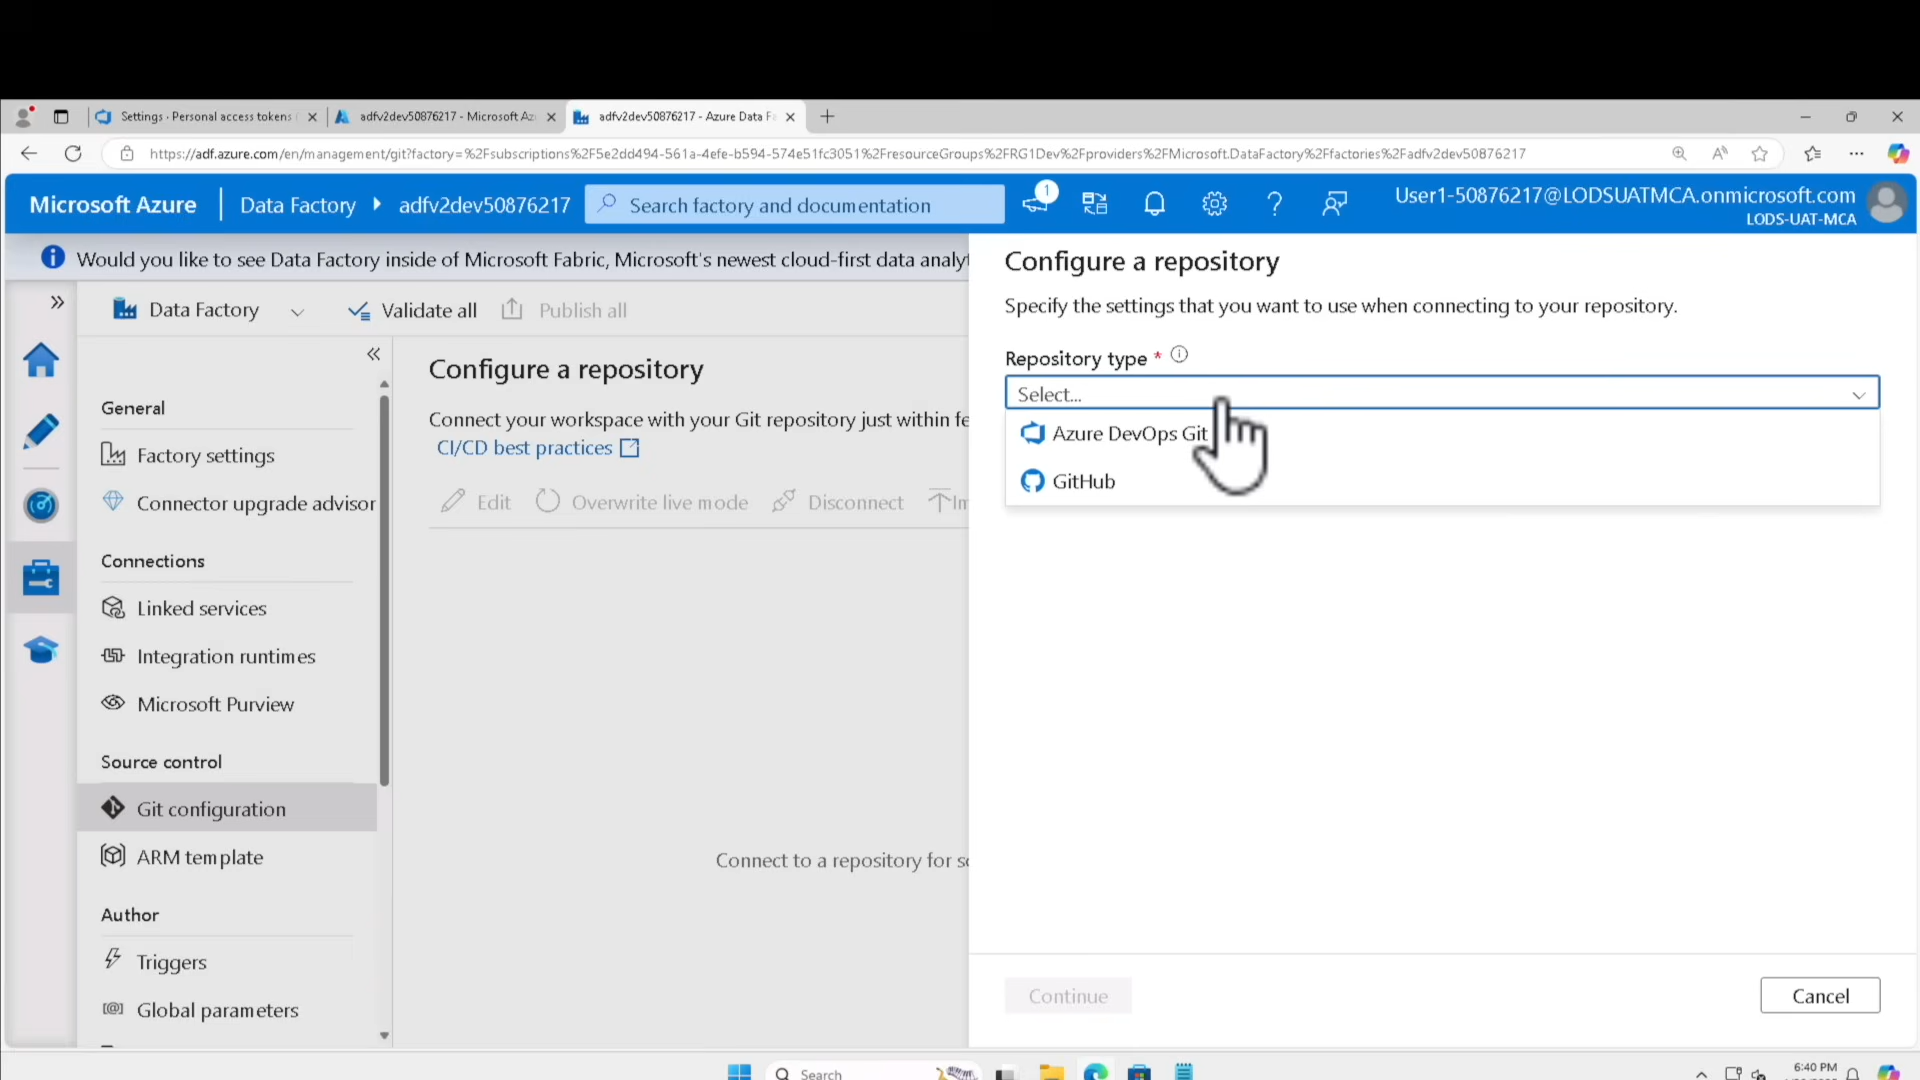 Settings · Personal access tokens
adfv2dev50876217 - Microsoft Az
adfv2dev50876217 - Azure Data F
https://adf.azure.com/en/management/git?factory=%2Fsubscriptions%2F5e2dd494-561a-4efe-b594-574e51fc3051%2FresourceGroups%2FRG1Dev%2Fproviders%2FMicrosoft.DataFactory%2Ffactories%2Fadfv2dev50876217
Microsoft Azure
Data Factory
adfv2dev50876217
Search factory and documentation
1
User1-50876217@LODSUATMCA.onmicrosoft.com
LODS-UAT-MCA
Would you like to see Data Factory inside of Microsoft Fabric, Microsoft's newest cloud-first data analyt
Data Factory
Validate all
Publish all
General
Factory settings
Connector upgrade advisor
Connections
Linked services
Integration runtimes
Microsoft Purview
Source control
Git configuration
ARM template
Author
Triggers
Global parameters
Configure a repository
Connect your workspace with your Git repository just within fe
CI/CD best practices
Edit
Overwrite live mode
Disconnect
Im
Connect to a repository for so
Configure a repository
Specify the settings that you want to use when connecting to your repository.
Repository type *
Select...
Azure DevOps Git
GitHub
Continue
Cancel
Search
6:40 PM